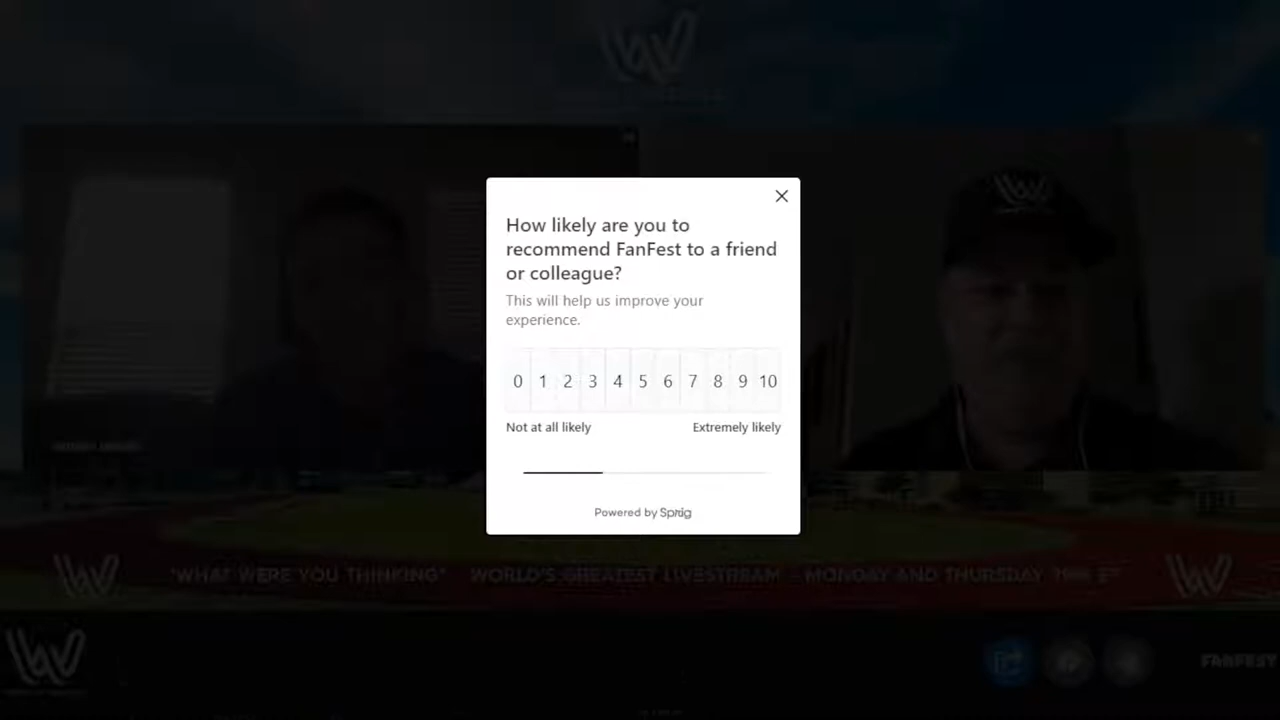 How likely are you to
recommend FanFest to a friend
or colleague?
This will help us improve your
experience.
0 1 2 3 4 5 6 7 8 9 10
Not at all likely Extremely likely
Powered by Sprig
"WHAT WERE YOU THINKING" WORLD'S GREATEST LIVESTREAM - MONDAY AND THURSDAY
FANFEST